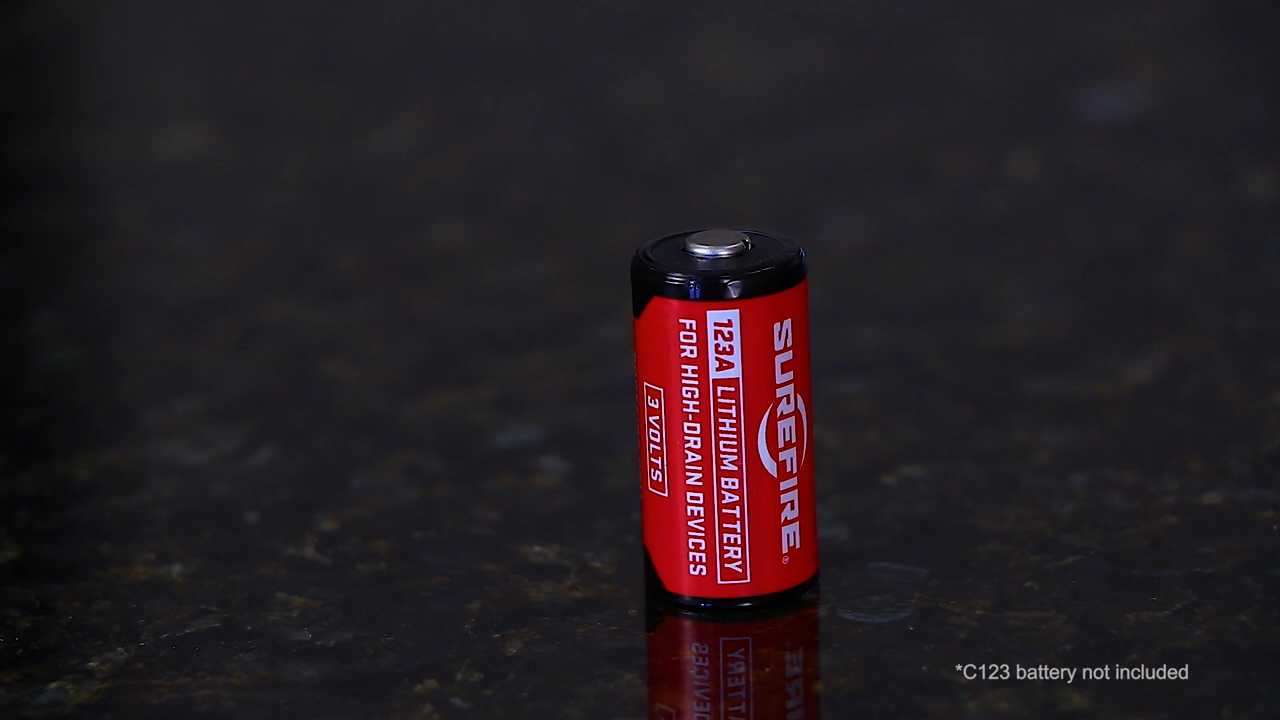 SUREFIRE®
123A LITHIUM BATTERY
FOR HIGH-DRAIN DEVICES
3 VOLTS
*C123 battery not included